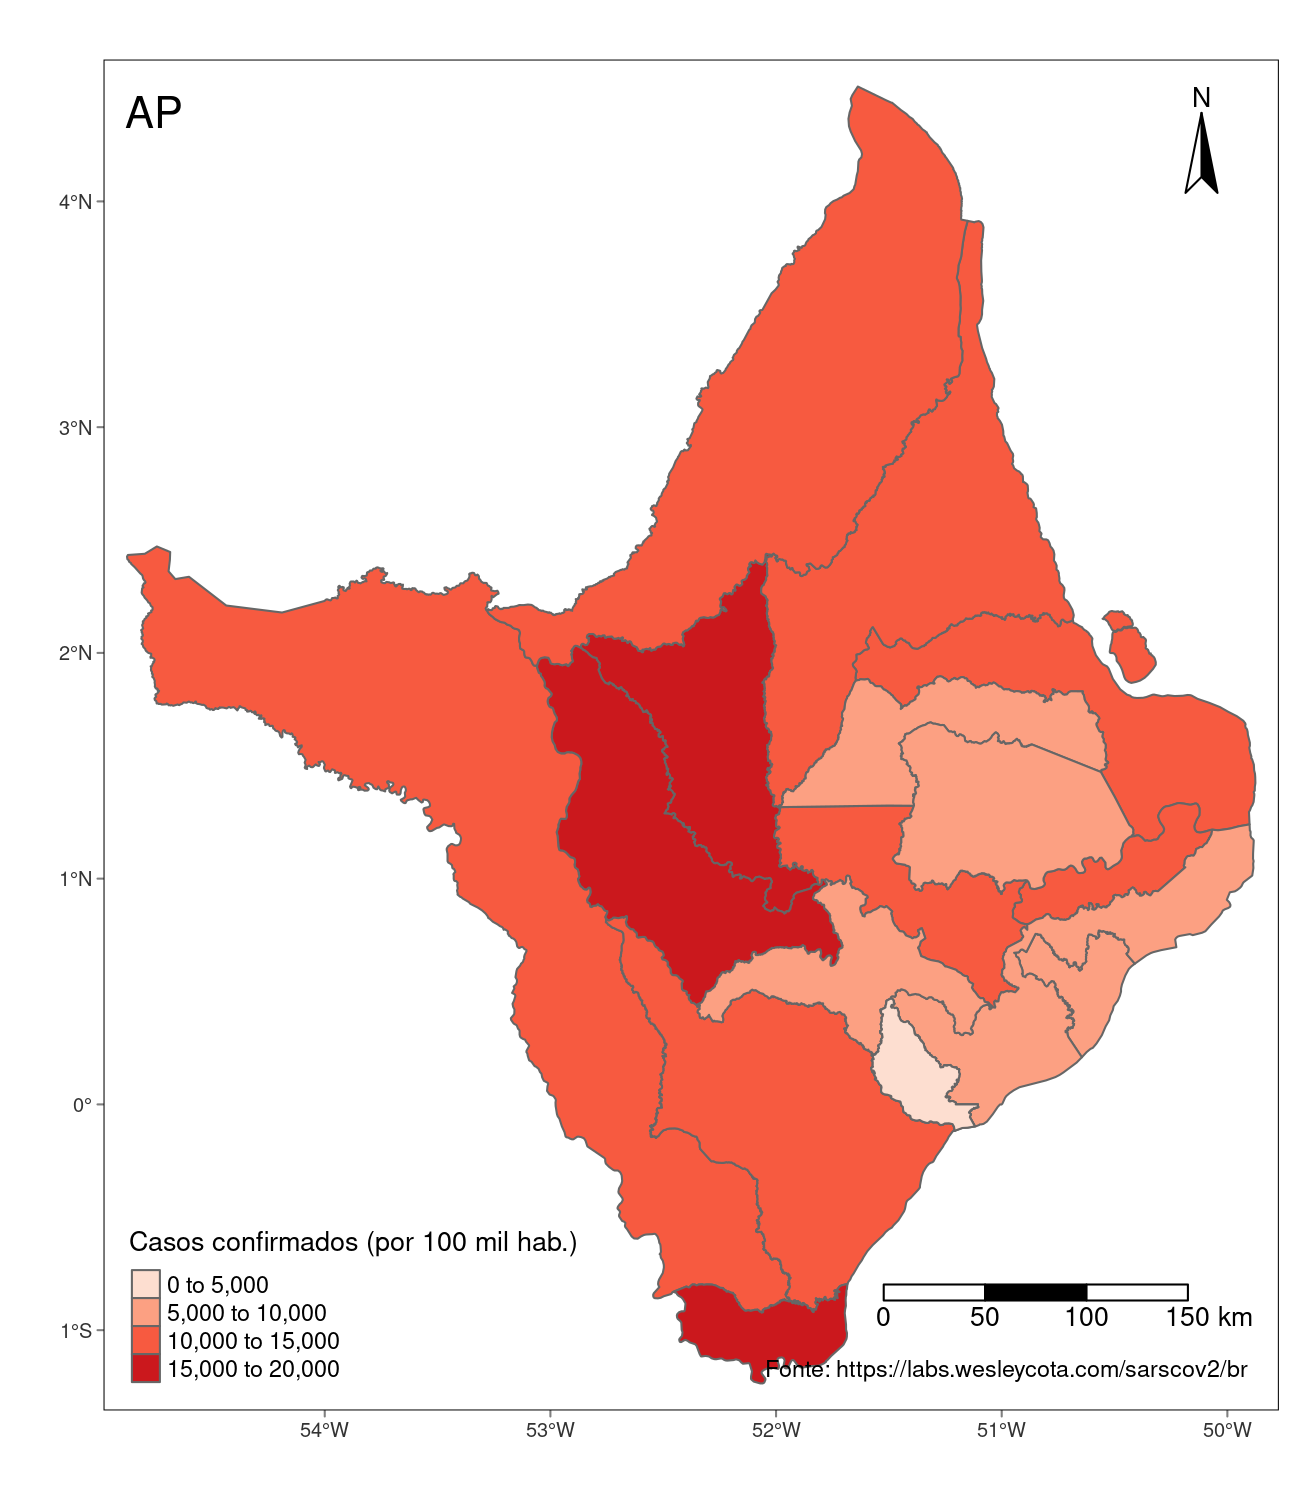 AP
N
4°N
3°N
2°N
1°N
0°
1°S
Casos confirmados (por 100 mil hab.)
0 to 5,000
5,000 to 10,000
10,000 to 15,000
15,000 to 20,000
0 50 100 150 km
Fonte: https://labs.wesleycota.com/sarscov2/br
54°W 53°W 52°W 51°W 50°W